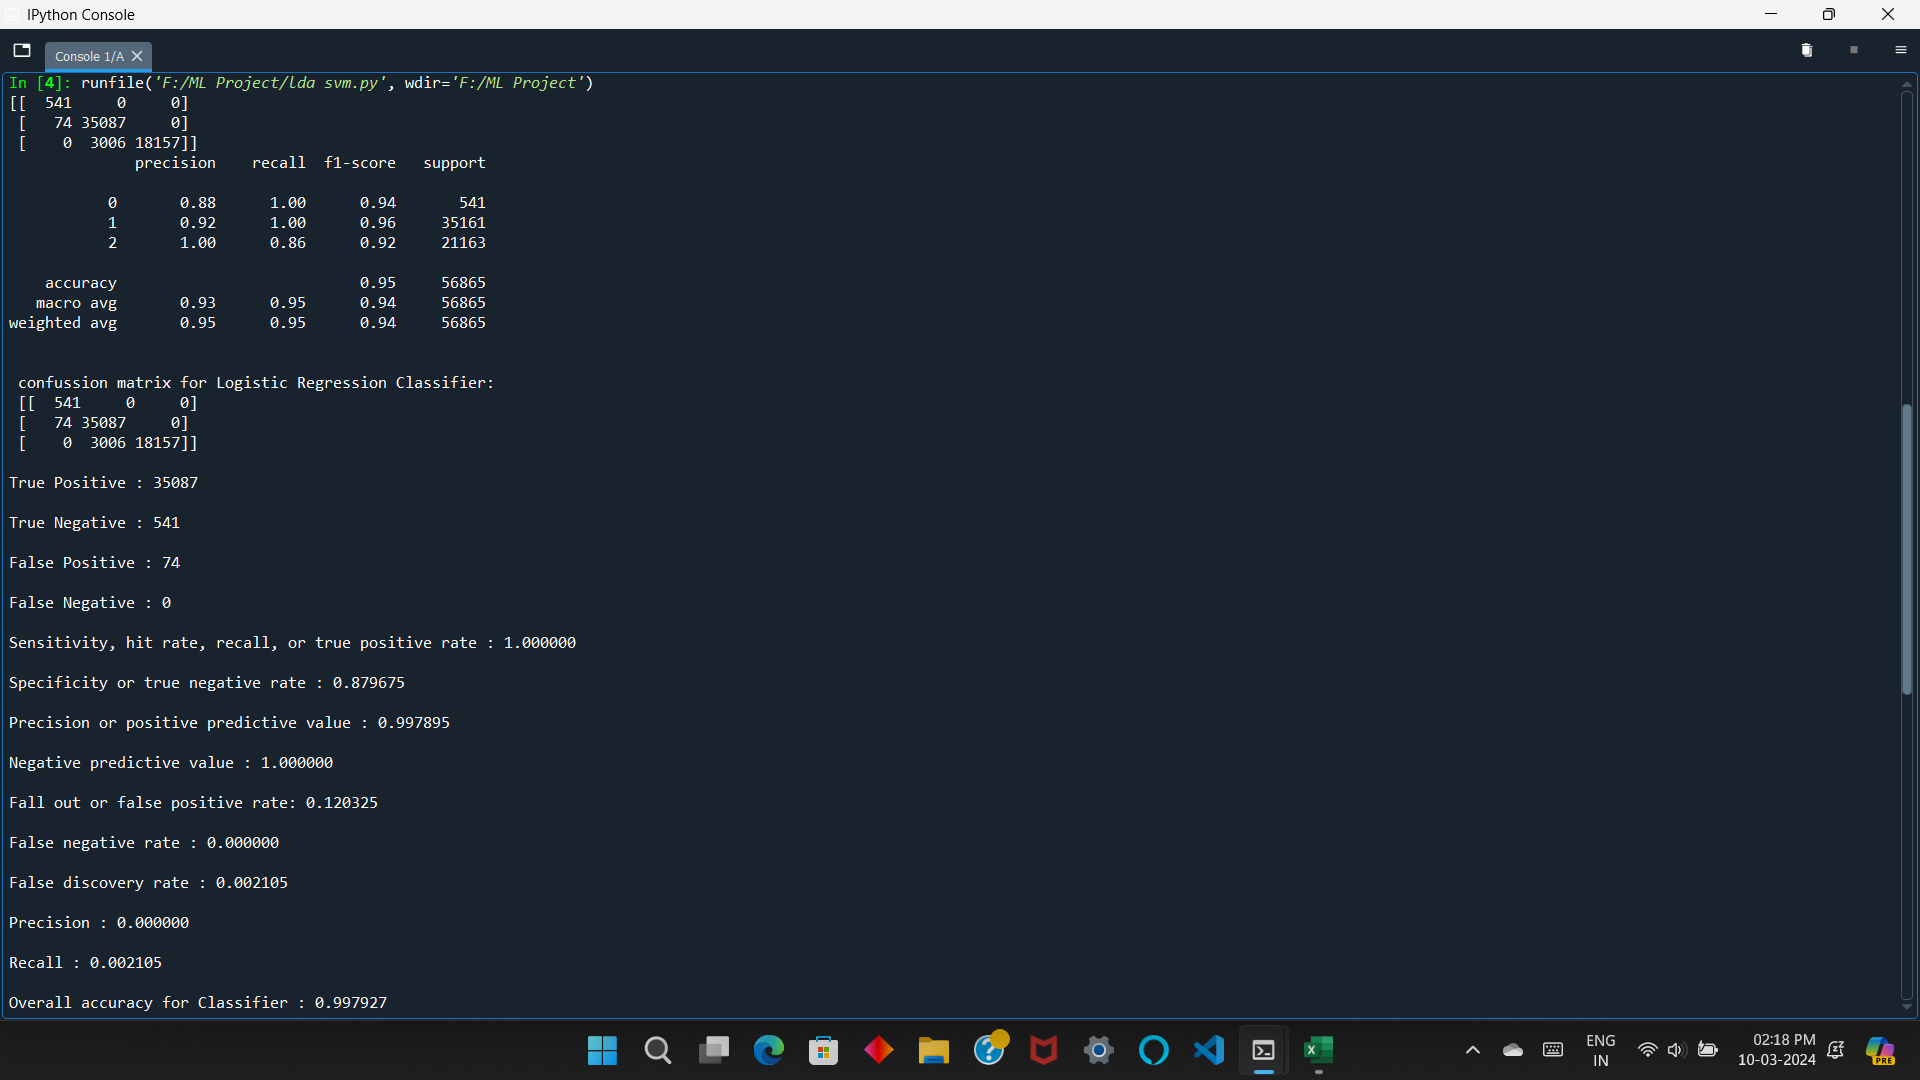 IPython Console
Console 1/A
In [4]: runfile('F:/ML Project/lda svm.py', wdir='F:/ML Project')
[[  541     0     0]
 [   74 35087     0]
 [    0  3006 18157]]
              precision    recall  f1-score   support

           0       0.88      1.00      0.94       541
           1       0.92      1.00      0.96     35161
           2       1.00      0.86      0.92     21163

    accuracy                           0.95     56865
   macro avg       0.93      0.95      0.94     56865
weighted avg       0.95      0.95      0.94     56865

 confussion matrix for Logistic Regression Classifier:
 [[  541     0     0]
 [   74 35087     0]
 [    0  3006 18157]]

True Positive : 35087

True Negative : 541

False Positive : 74

False Negative : 0

Sensitivity, hit rate, recall, or true positive rate : 1.000000

Specificity or true negative rate : 0.879675

Precision or positive predictive value : 0.997895

Negative predictive value : 1.000000

Fall out or false positive rate: 0.120325

False negative rate : 0.000000

False discovery rate : 0.002105

Precision : 0.000000

Recall : 0.002105

Overall accuracy for Classifier : 0.997927
ENG
IN
02:18 PM
10-03-2024
PRE